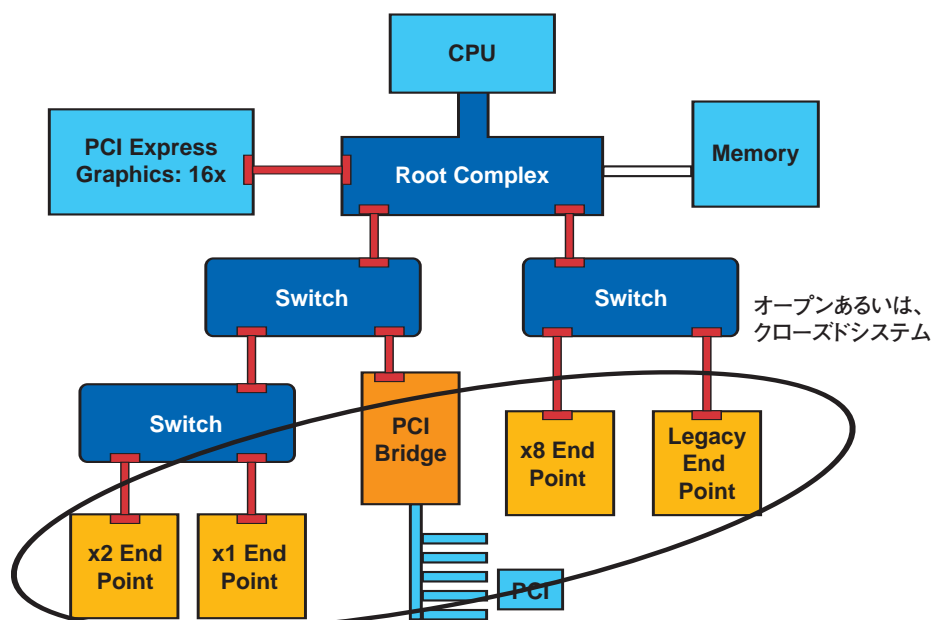 CPU
PCI Express
Graphics: 16x
Root Complex
Memory
Switch
Switch
オープンあるいは、
クローズドシステム
Switch
PCI
Bridge
x8 End
Point
Legacy
End
Point
x2 End
Point
x1 End
Point
PCI